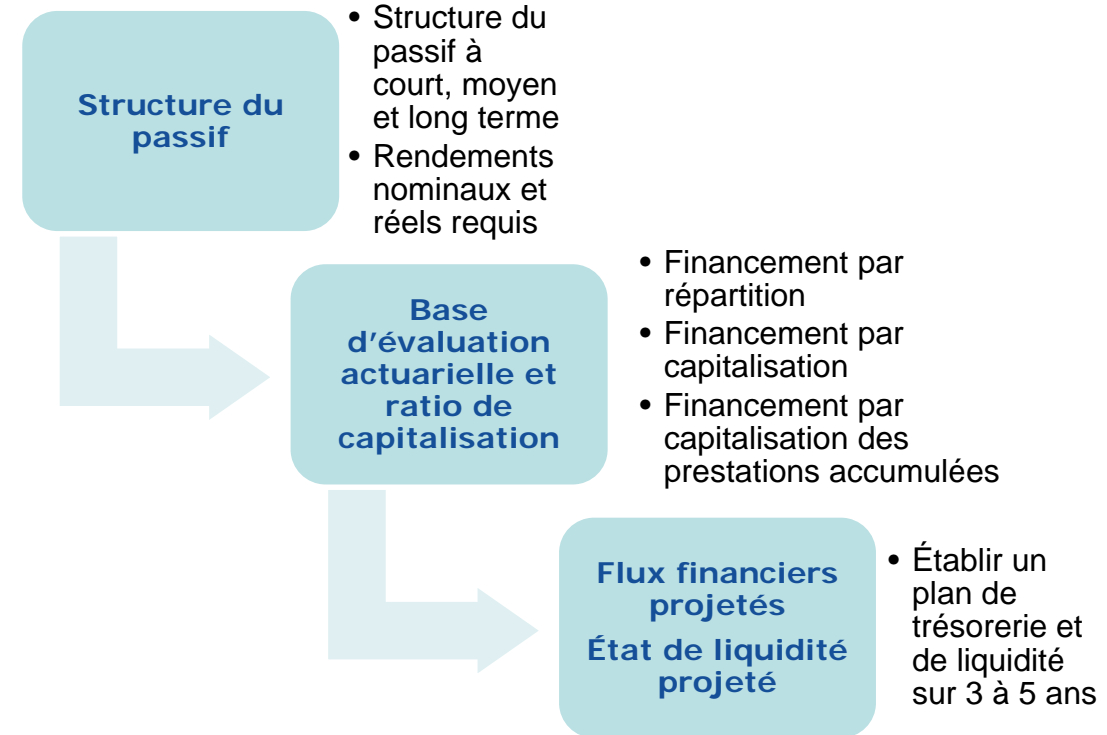 Structure du
passif
• Structure du
passif à
court, moyen
et long terme
• Rendements
nominaux et
réels requis
Base
d'évaluation
actuarielle et
ratio de
capitalisation
• Financement par
répartition
• Financement par
capitalisation
• Financement par
capitalisation des
prestations accumulées
Flux financiers
projetés
État de liquidité
projeté
• Établir un
plan de
trésorerie et
de liquidité
sur 3 à 5 ans